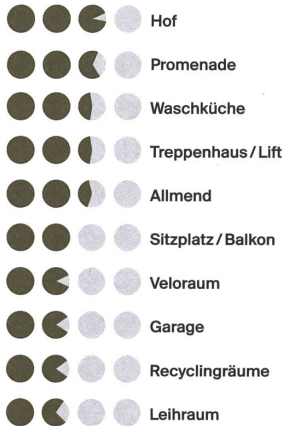 Hof
Promenade
Waschküche
Treppenhaus / Lift
Allmend
Sitzplatz / Balkon
Veloraum
Garage
Recyclingräume
Leihraum